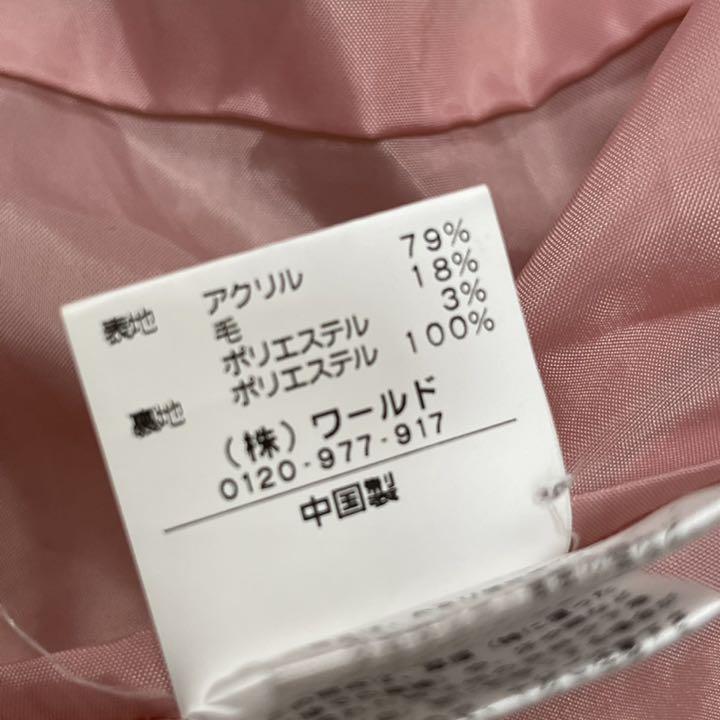 表地 アクリル 79%
毛 18%
ポリエステル 3%
裏地 ポリエステル 100%
(株) ワールド
0120-977-917
中国製